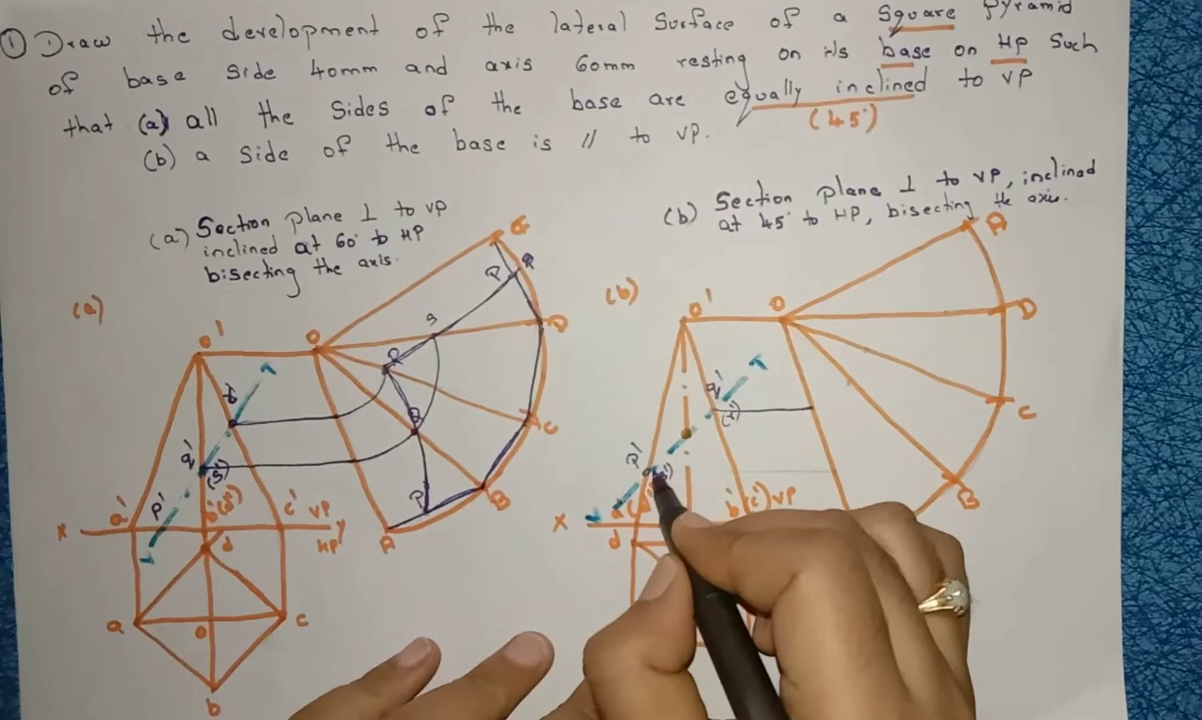 ① Draw the development of the lateral Surface of a Square Pyramid
of base side 40mm and axis 60mm resting on its base on HP Such
that (a) all the Sides of the base are equally inclined to VP
(45°)
(b) a side of the base is // to VP.
(a) Section plane ⊥ to VP
inclined at 60° to HP
bisecting the axis.
(b) Section plane ⊥ to VP, inclined
at 45° to HP, bisecting the axis.
(a)
O' O
R R
S D
R
Q
q' (s')
P
C
B
A
P'
a' c' VP
X Y
HP
d
a o c
b
(b)
O' O
A
D
C
B
q'
P'
X
b' (c') VP
d